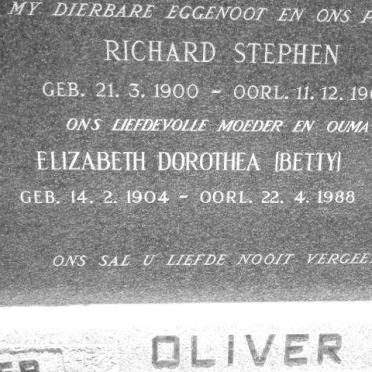 MY DIERBARE EGGENOOT EN ONS
RICHARD STEPHEN
GEB. 21. 3. 1900 - OORL. 11. 12.
ONS LIEFDEVOLLE MOEDER EN OUMA
ELIZABETH DOROTHEA (BETTY)
GEB. 14. 2. 1904 - OORL. 22. 4. 1988
ONS SAL U LIEFDE NOOIT
OLIVER